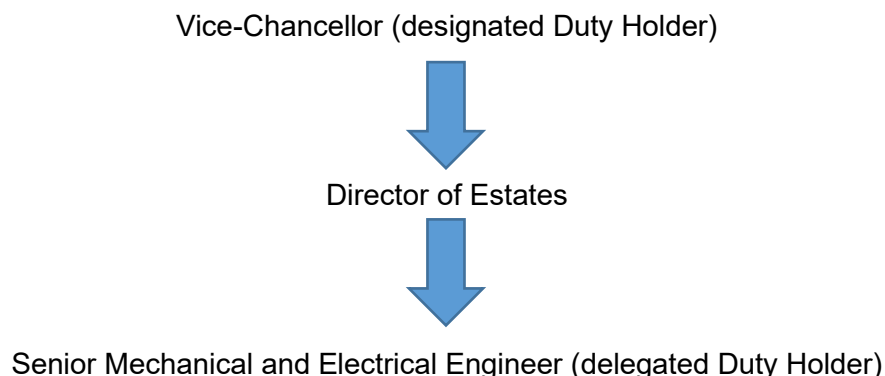 Vice-Chancellor (designated Duty Holder)
Director of Estates
Senior Mechanical and Electrical Engineer (delegated Duty Holder)